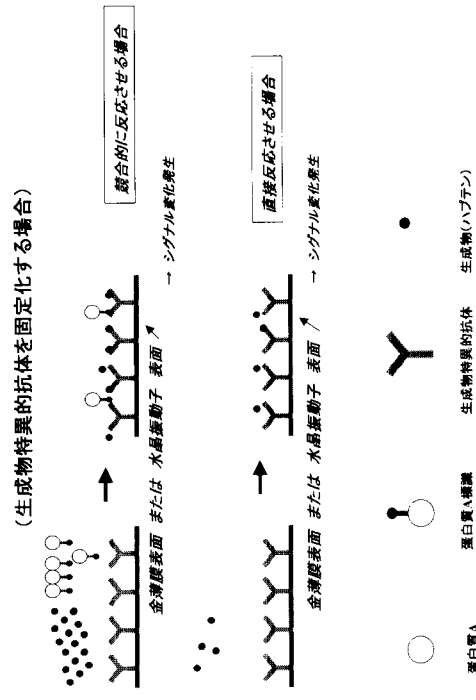 (生成物特異的抗体を固定化する場合)
競合的に反応させる場合
金薄膜表面 または 水晶振動子 表面
→ シグナル変化発生
直接反応させる場合
金薄膜表面 または 水晶振動子 表面
→ シグナル変化発生
蛋白質A
蛋白質A標識
生成物特異的抗体
生成物(ハプテン)